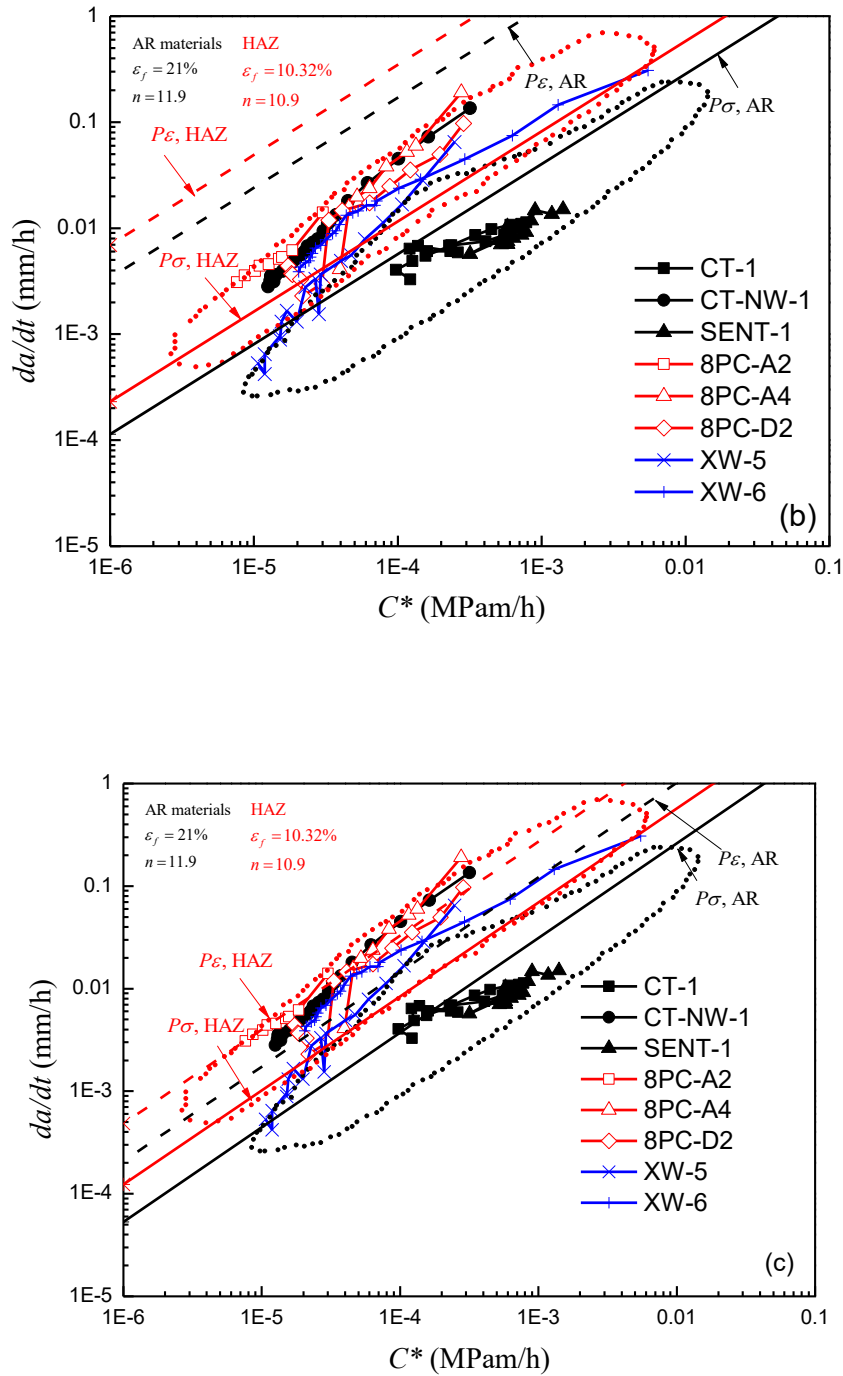 1
0.1
0.01
1E-3
1E-4
1E-5
da/dt (mm/h)
AR materials HAZ
ε_f = 21% ε_f = 10.32%
n = 11.9 n = 10.9
Pε, AR
Pσ, AR
Pε, HAZ
Pσ, HAZ
CT-1
CT-NW-1
SENT-1
8PC-A2
8PC-A4
8PC-D2
XW-5
XW-6
(b)
1E-6 1E-5 1E-4 1E-3 0.01 0.1
C* (MPam/h)
1
0.1
0.01
1E-3
1E-4
1E-5
da/dt (mm/h)
AR materials HAZ
ε_f = 21% ε_f = 10.32%
n = 11.9 n = 10.9
Pε, AR
Pσ, AR
Pε, HAZ
Pσ, HAZ
CT-1
CT-NW-1
SENT-1
8PC-A2
8PC-A4
8PC-D2
XW-5
XW-6
(c)
1E-6 1E-5 1E-4 1E-3 0.01 0.1
C* (MPam/h)